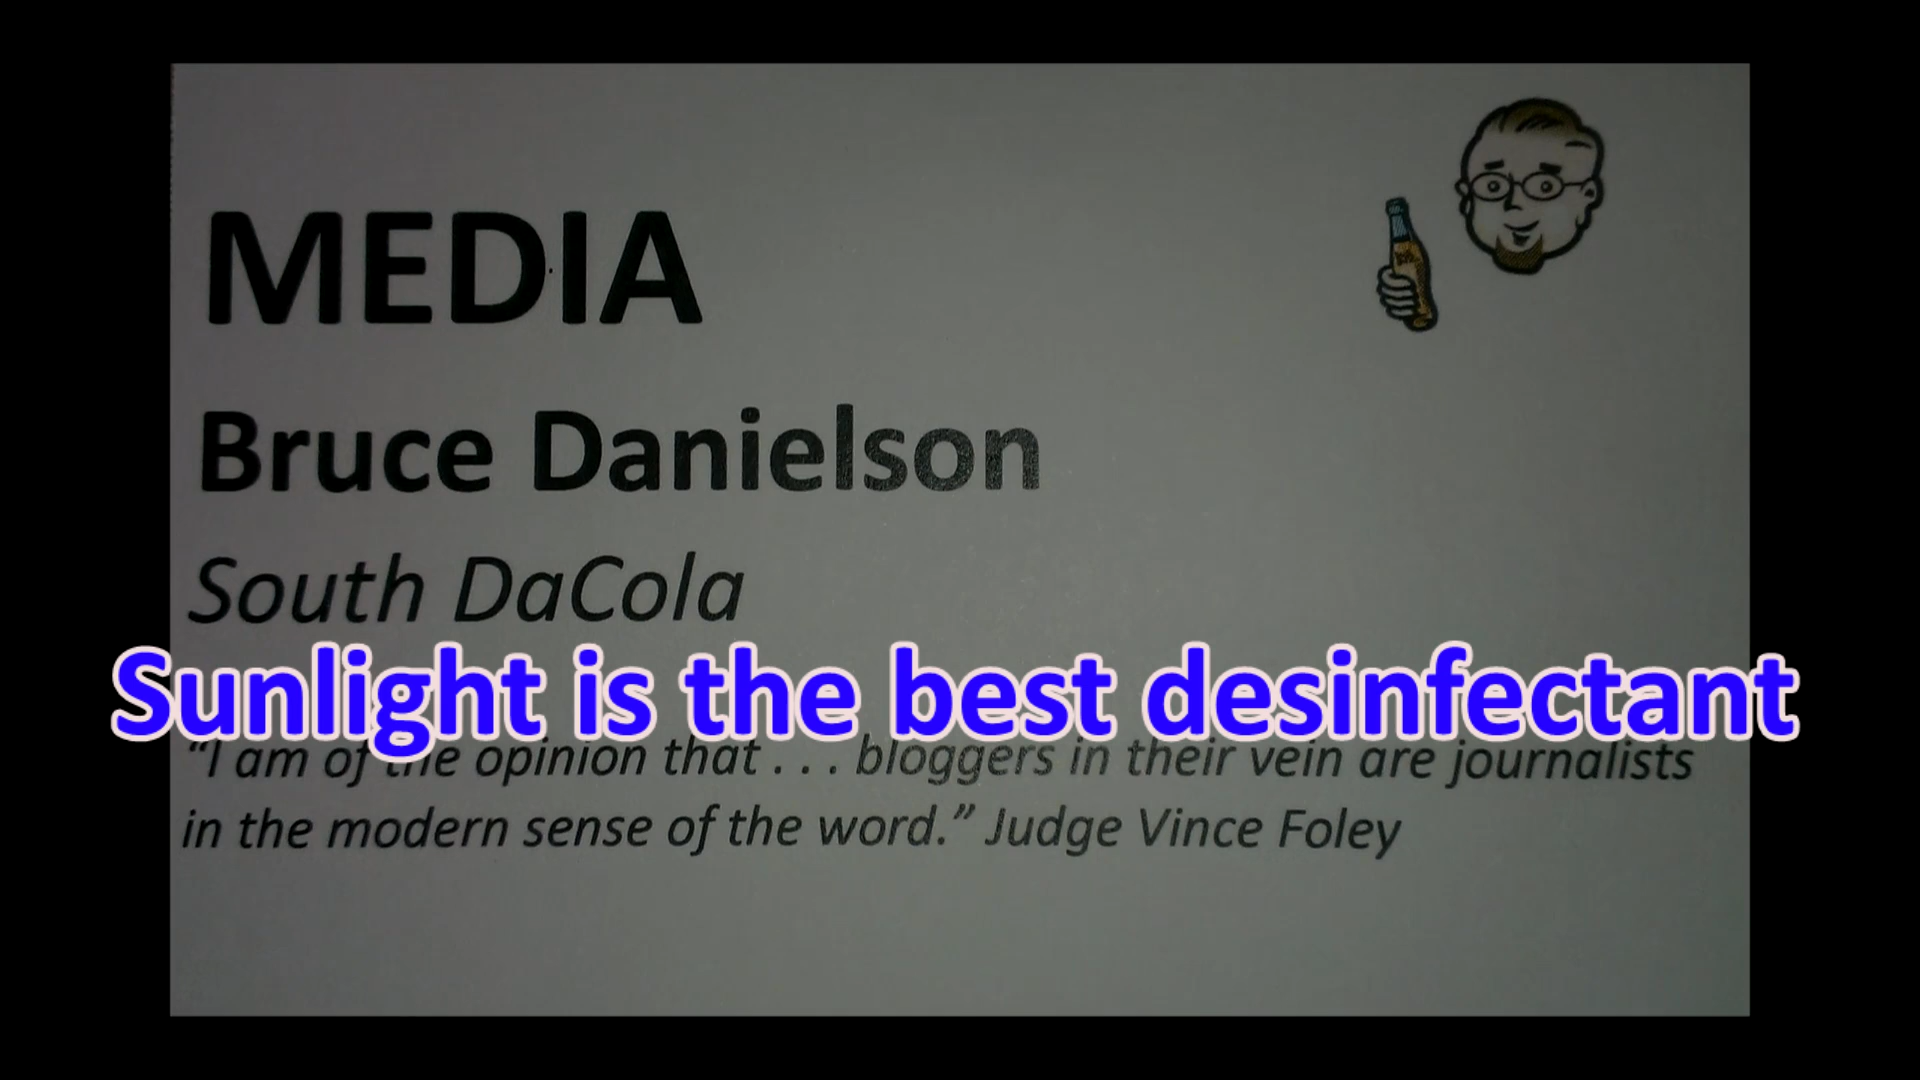 MEDIA
Bruce Danielson
South DaCola
Sunlight is the best desinfectant
“I am of the opinion that . . . bloggers in their vein are journalists
in the modern sense of the word.” Judge Vince Foley